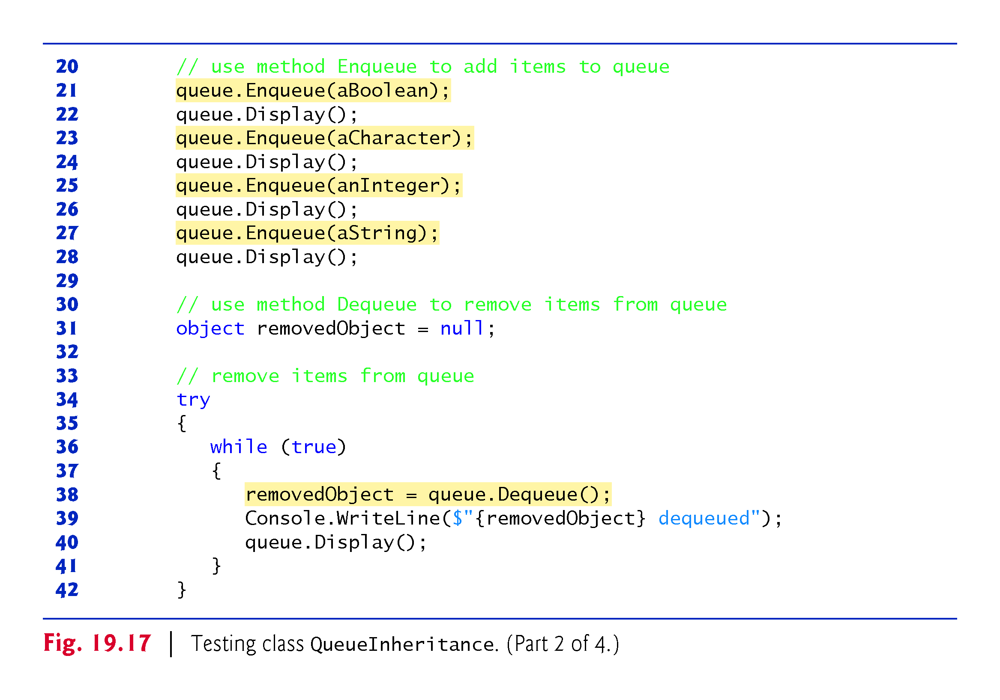 20 // use method Enqueue to add items to queue
21 queue.Enqueue(aBoolean);
22 queue.Display();
23 queue.Enqueue(aCharacter);
24 queue.Display();
25 queue.Enqueue(anInteger);
26 queue.Display();
27 queue.Enqueue(aString);
28 queue.Display();
29
30 // use method Dequeue to remove items from queue
31 object removedObject = null;
32
33 // remove items from queue
34 try
35 {
36    while (true)
37    {
38       removedObject = queue.Dequeue();
39       Console.WriteLine($"{removedObject} dequeued");
40       queue.Display();
41    }
42 }
Fig. 19.17 | Testing class QueueInheritance. (Part 2 of 4.)